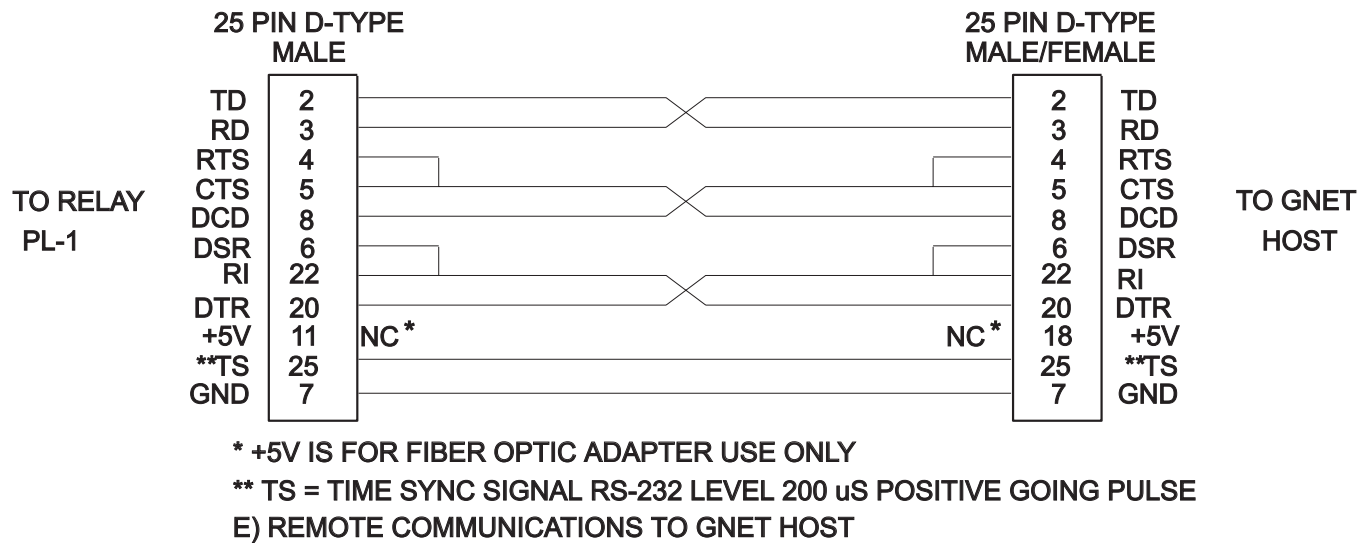 25 PIN D-TYPE
MALE
25 PIN D-TYPE
MALE/FEMALE
TD 2 2 TD
RD 3 3 RD
RTS 4 4 RTS
CTS 5 5 CTS
DCD 8 8 DCD
DSR 6 6 DSR
RI 22 22 RI
DTR 20 20 DTR
+5V 11 NC* NC* 18 +5V
**TS 25 25 **TS
GND 7 7 GND
TO RELAY
PL-1
TO GNET
HOST
* +5V IS FOR FIBER OPTIC ADAPTER USE ONLY
** TS = TIME SYNC SIGNAL RS-232 LEVEL 200 uS POSITIVE GOING PULSE
E) REMOTE COMMUNICATIONS TO GNET HOST